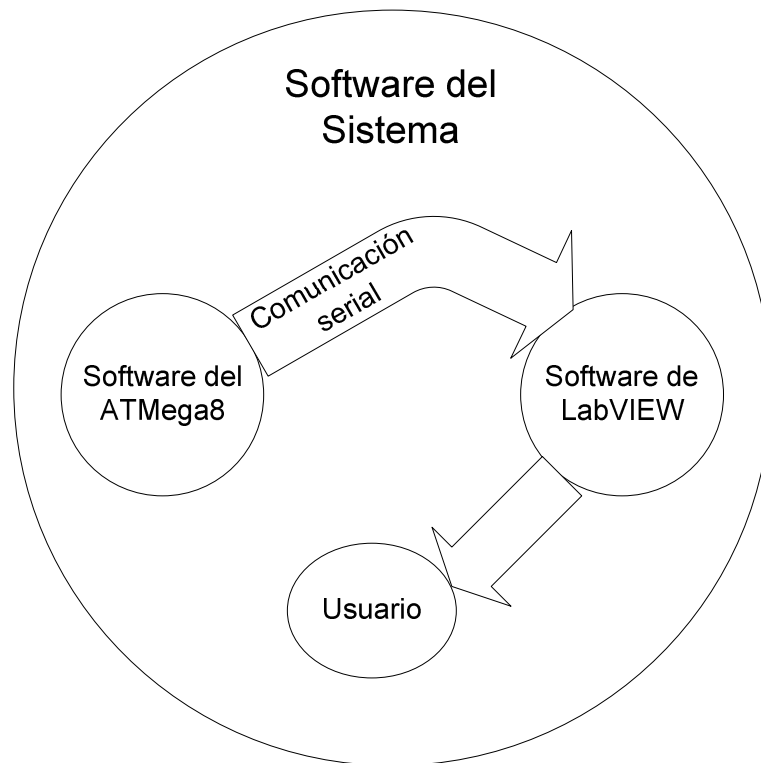 Software del
Sistema
Comunicación
serial
Software del
ATMega8
Software de
LabVIEW
Usuario